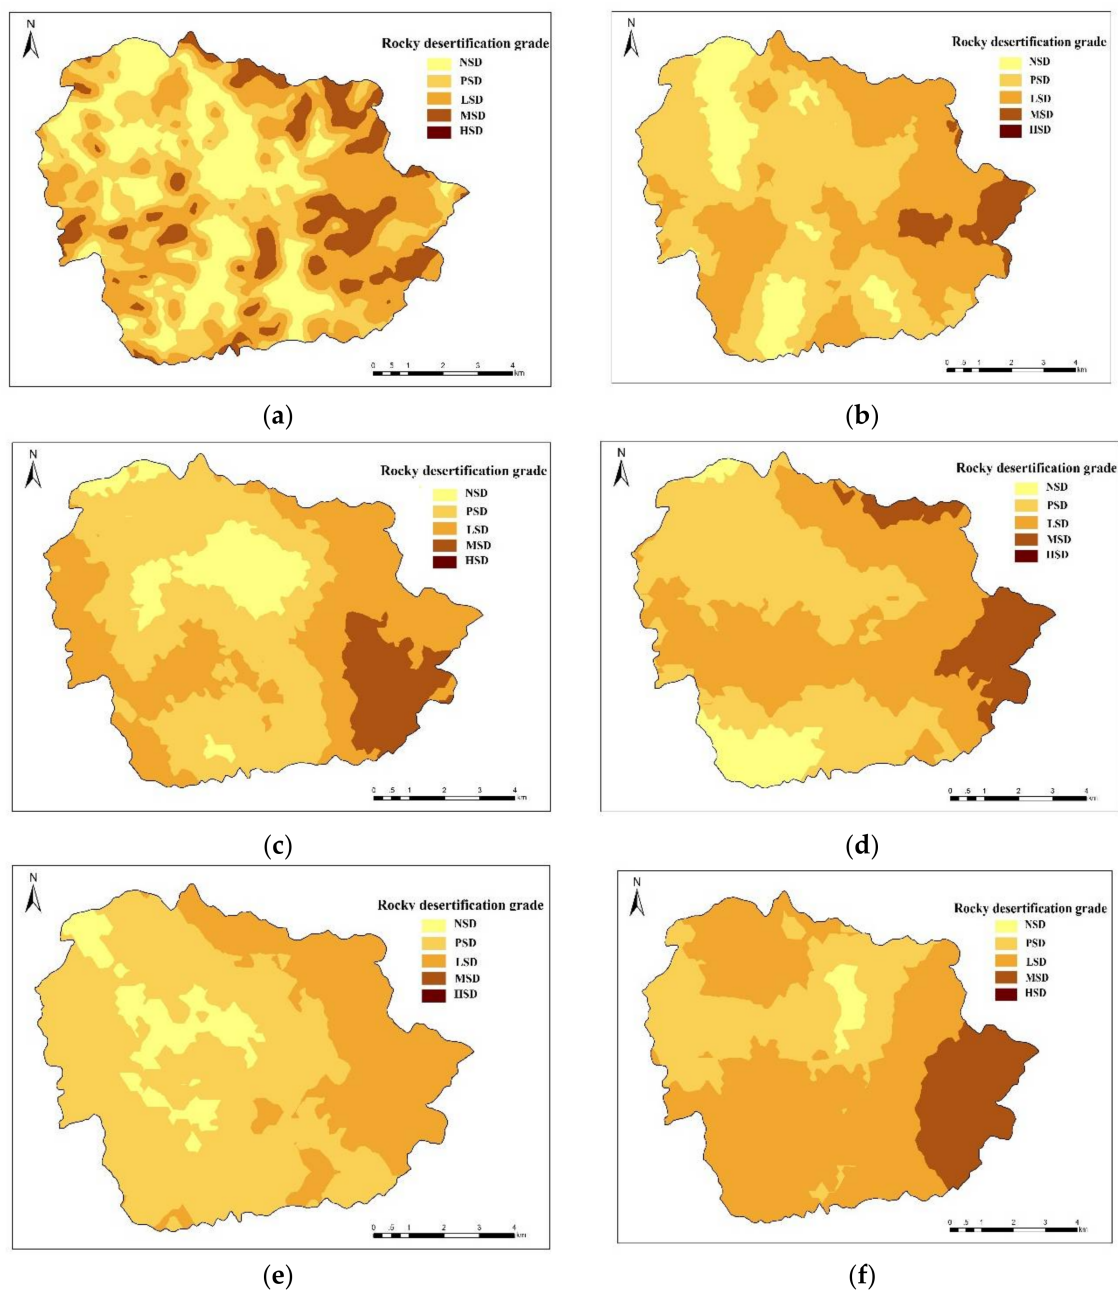 N
Rocky desertification grade
NSD
PSD
LSD
MSD
HSD
0 .5 1 2 3 4
km
(a)
N
Rocky desertification grade
NSD
PSD
LSD
MSD
HSD
0 .5 1 2 3 4
km
(b)
N
Rocky desertification grade
NSD
PSD
LSD
MSD
HSD
0 .5 1 2 3 4
km
(c)
N
Rocky desertification grade
NSD
PSD
LSD
MSD
HSD
0 .5 1 2 3 4
km
(d)
N
Rocky desertification grade
NSD
PSD
LSD
MSD
HSD
0 .5 1 2 3 4
km
(e)
N
Rocky desertification grade
NSD
PSD
LSD
MSD
HSD
0 .5 1 2 3 4
km
(f)